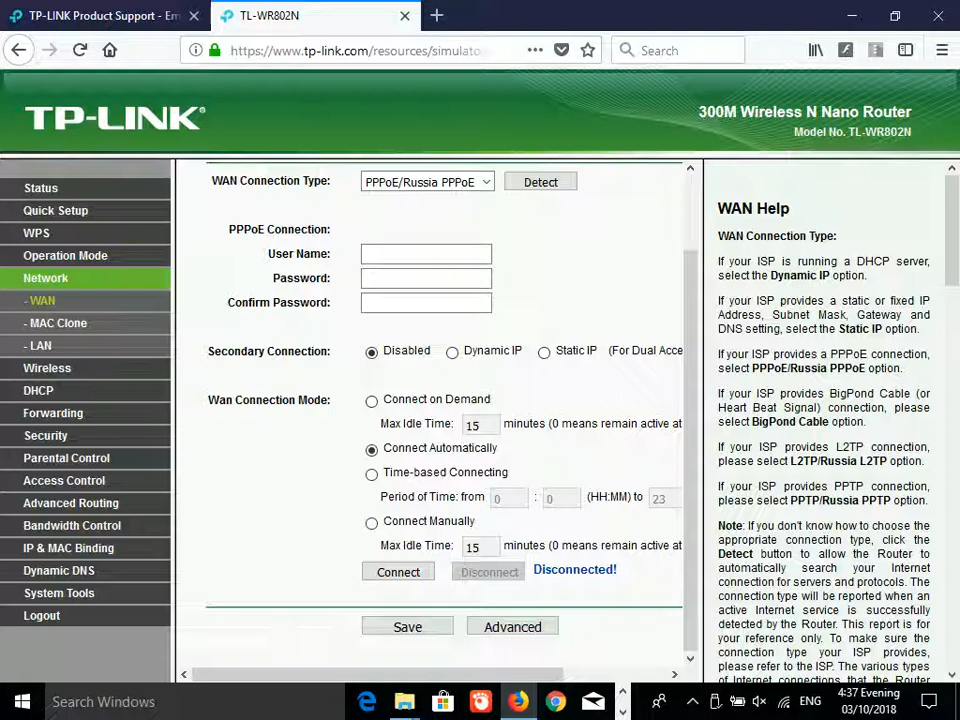 TP-LINK Product Support - Em
TL-WR802N
https://www.tp-link.com/resources/simulato
Search
TP-LINK®
300M Wireless N Nano Router
Model No. TL-WR802N
Status
Quick Setup
WPS
Operation Mode
Network
- WAN
- MAC Clone
- LAN
Wireless
DHCP
Forwarding
Security
Parental Control
Access Control
Advanced Routing
Bandwidth Control
IP & MAC Binding
Dynamic DNS
System Tools
Logout
WAN Connection Type: PPPoE/Russia PPPoE Detect
PPPoE Connection:
User Name:
Password:
Confirm Password:
Secondary Connection: Disabled Dynamic IP Static IP (For Dual Acce
Wan Connection Mode: Connect on Demand
Max Idle Time: 15 minutes (0 means remain active at
Connect Automatically
Time-based Connecting
Period of Time: from 0 : 0 (HH:MM) to 23
Connect Manually
Max Idle Time: 15 minutes (0 means remain active at
Connect Disconnect Disconnected!
Save Advanced
WAN Help
WAN Connection Type:
If your ISP is running a DHCP server,
select the Dynamic IP option.
If your ISP provides a static or fixed IP
Address, Subnet Mask, Gateway and
DNS setting, select the Static IP option.
If your ISP provides a PPPoE connection,
select PPPoE/Russia PPPoE option.
If your ISP provides BigPond Cable (or
Heart Beat Signal) connection, please
select BigPond Cable option.
If your ISP provides L2TP connection,
please select L2TP/Russia L2TP option.
If your ISP provides PPTP connection,
please select PPTP/Russia PPTP option.
Note: If you don't know how to choose the
appropriate connection type, click the
Detect button to allow the Router to
automatically search your Internet
connection for servers and protocols. The
connection type will be reported when an
active Internet service is successfully
detected by the Router. This report is for
your reference only. To make sure the
connection type your ISP provides,
please refer to the ISP. The various types
of Internet connections that the Router
Search Windows
ENG
4:37 Evening
03/10/2018